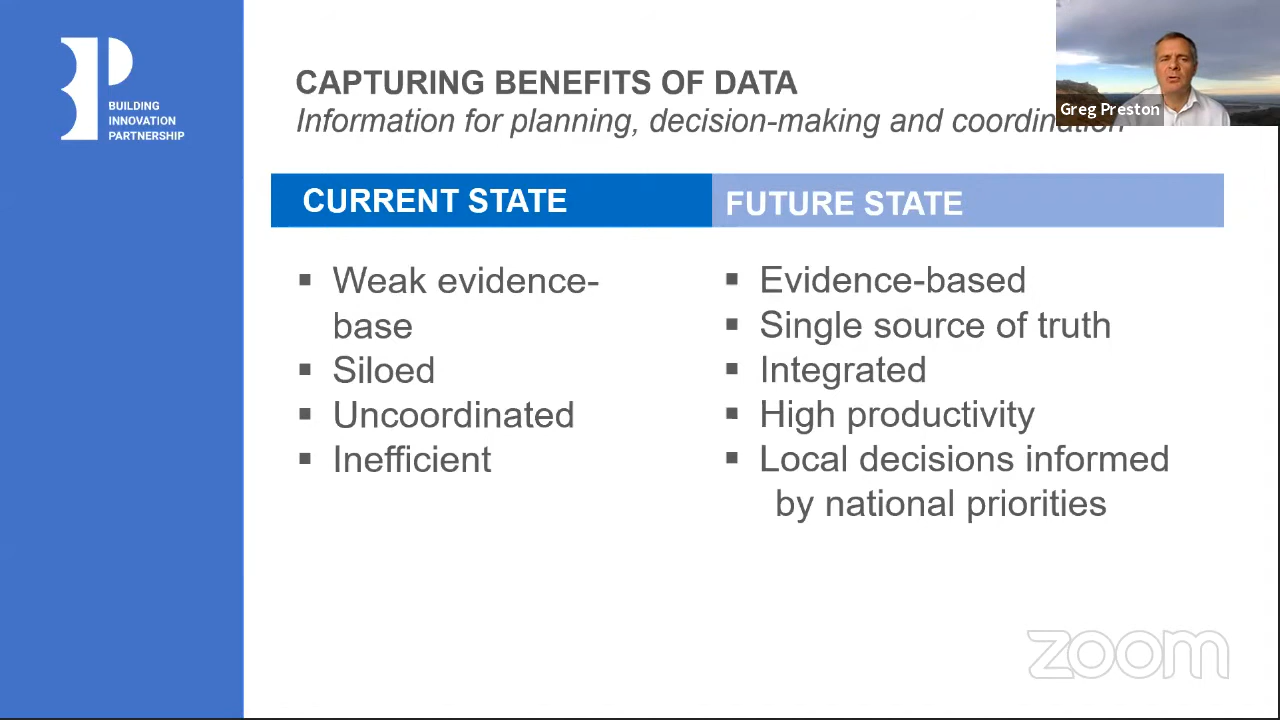 BUILDING
INNOVATION
PARTNERSHIP
CAPTURING BENEFITS OF DATA
Information for planning, decision-making and coordination
Greg Preston
CURRENT STATE
FUTURE STATE
▪ Weak evidence-
base
▪ Siloed
▪ Uncoordinated
▪ Inefficient
▪ Evidence-based
▪ Single source of truth
▪ Integrated
▪ High productivity
▪ Local decisions informed
by national priorities
zoom